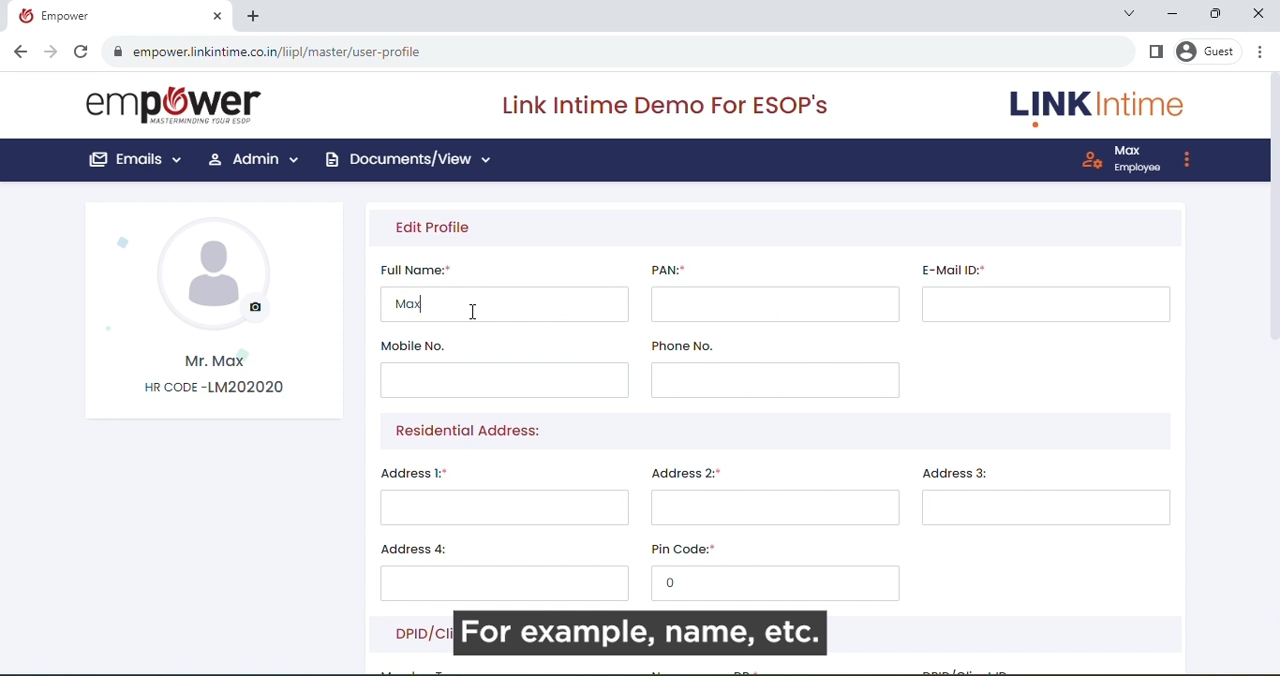 Empower
empower.linkintime.co.in/liipl/master/user-profile
Guest
empower
MASTERMINDING YOUR ESOP
Link Intime Demo For ESOP's
LINK Intime
Emails
Admin
Documents/View
Max
Employee
Mr. Max
HR CODE -LM202020
Edit Profile
Full Name:*
PAN:*
E-Mail ID:*
Max
Mobile No.
Phone No.
Residential Address:
Address 1:*
Address 2:*
Address 3:
Address 4:
Pin Code:*
0
DPID/Cli
For example, name, etc.